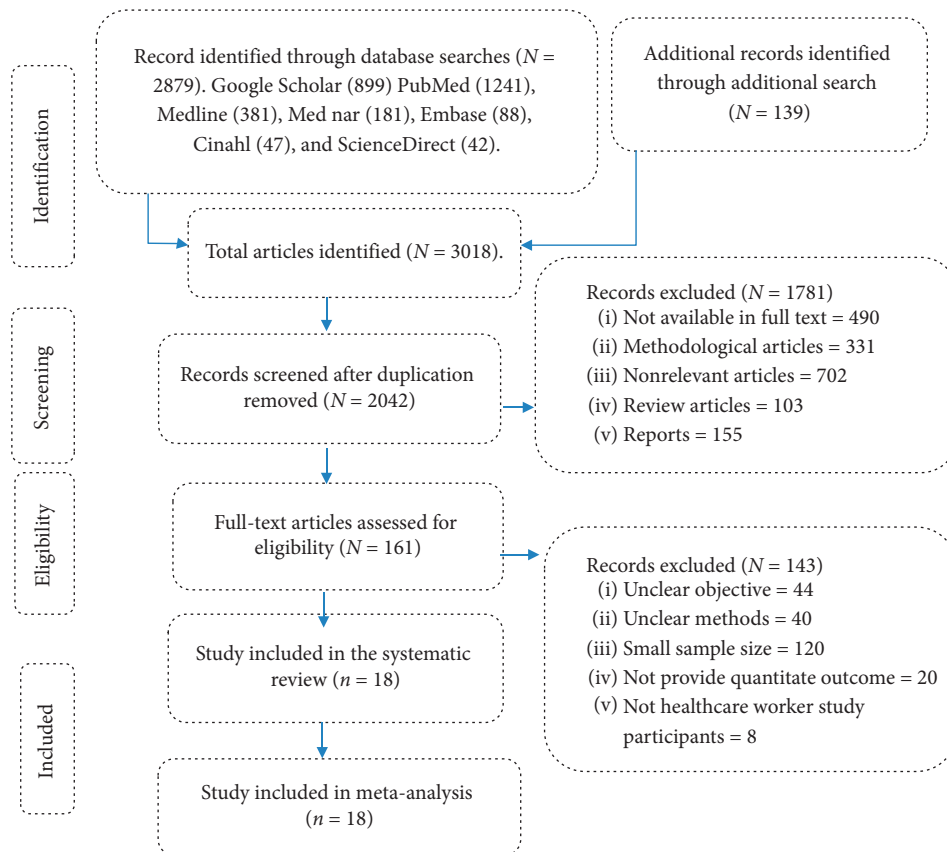 Record identified through database searches (N =
2879). Google Scholar (899) PubMed (1241),
Medline (381), Med nar (181), Embase (88),
Cinahl (47), and ScienceDirect (42).
Additional records identified
through additional search
(N = 139)
Identification
Total articles identified (N = 3018).
Screening
Records screened after duplication
removed (N = 2042)
Records excluded (N = 1781)
(i) Not available in full text = 490
(ii) Methodological articles = 331
(iii) Nonrelevant articles = 702
(iv) Review articles = 103
(v) Reports = 155
Eligibility
Full-text articles assessed for
eligibility (N = 161)
Records excluded (N = 143)
(i) Unclear objective = 44
(ii) Unclear methods = 40
(iii) Small sample size = 120
(iv) Not provide quantitate outcome = 20
(v) Not healthcare worker study
participants = 8
Included
Study included in the systematic
review (n = 18)
Study included in meta-analysis
(n = 18)